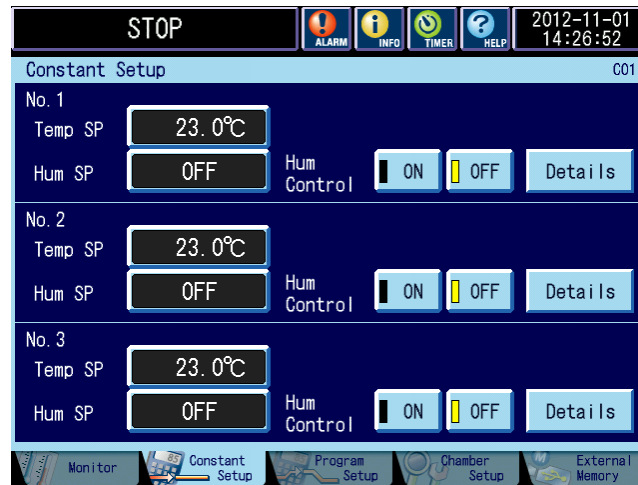 STOP
ALARM
INFO
TIMER
HELP
2012-11-01
14:26:52
Constant Setup
C01
No. 1
Temp SP
23. 0℃
Hum SP
OFF
Hum
Control
ON
OFF
Details
No. 2
Temp SP
23. 0℃
Hum SP
OFF
Hum
Control
ON
OFF
Details
No. 3
Temp SP
23. 0℃
Hum SP
OFF
Hum
Control
ON
OFF
Details
Monitor
85
Constant
Setup
Program
Setup
Chamber
Setup
M
External
Memory